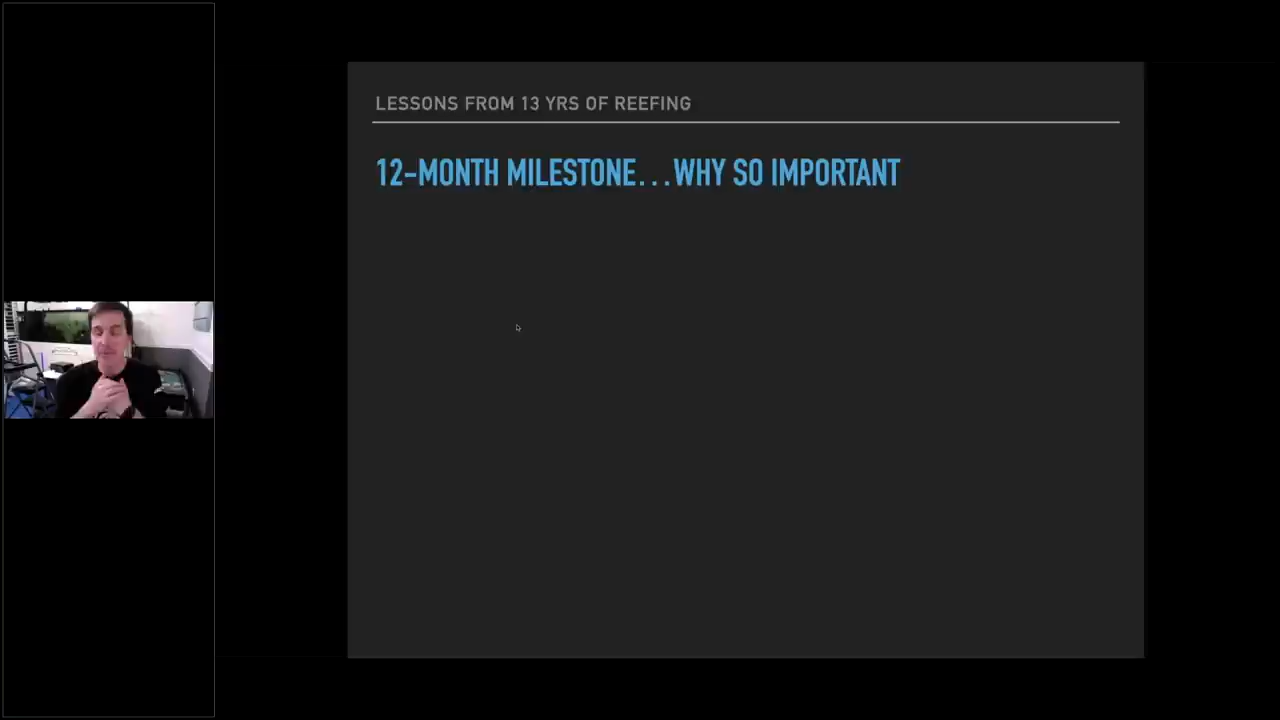 LESSONS FROM 13 YRS OF REEFING
12-MONTH MILESTONE...WHY SO IMPORTANT